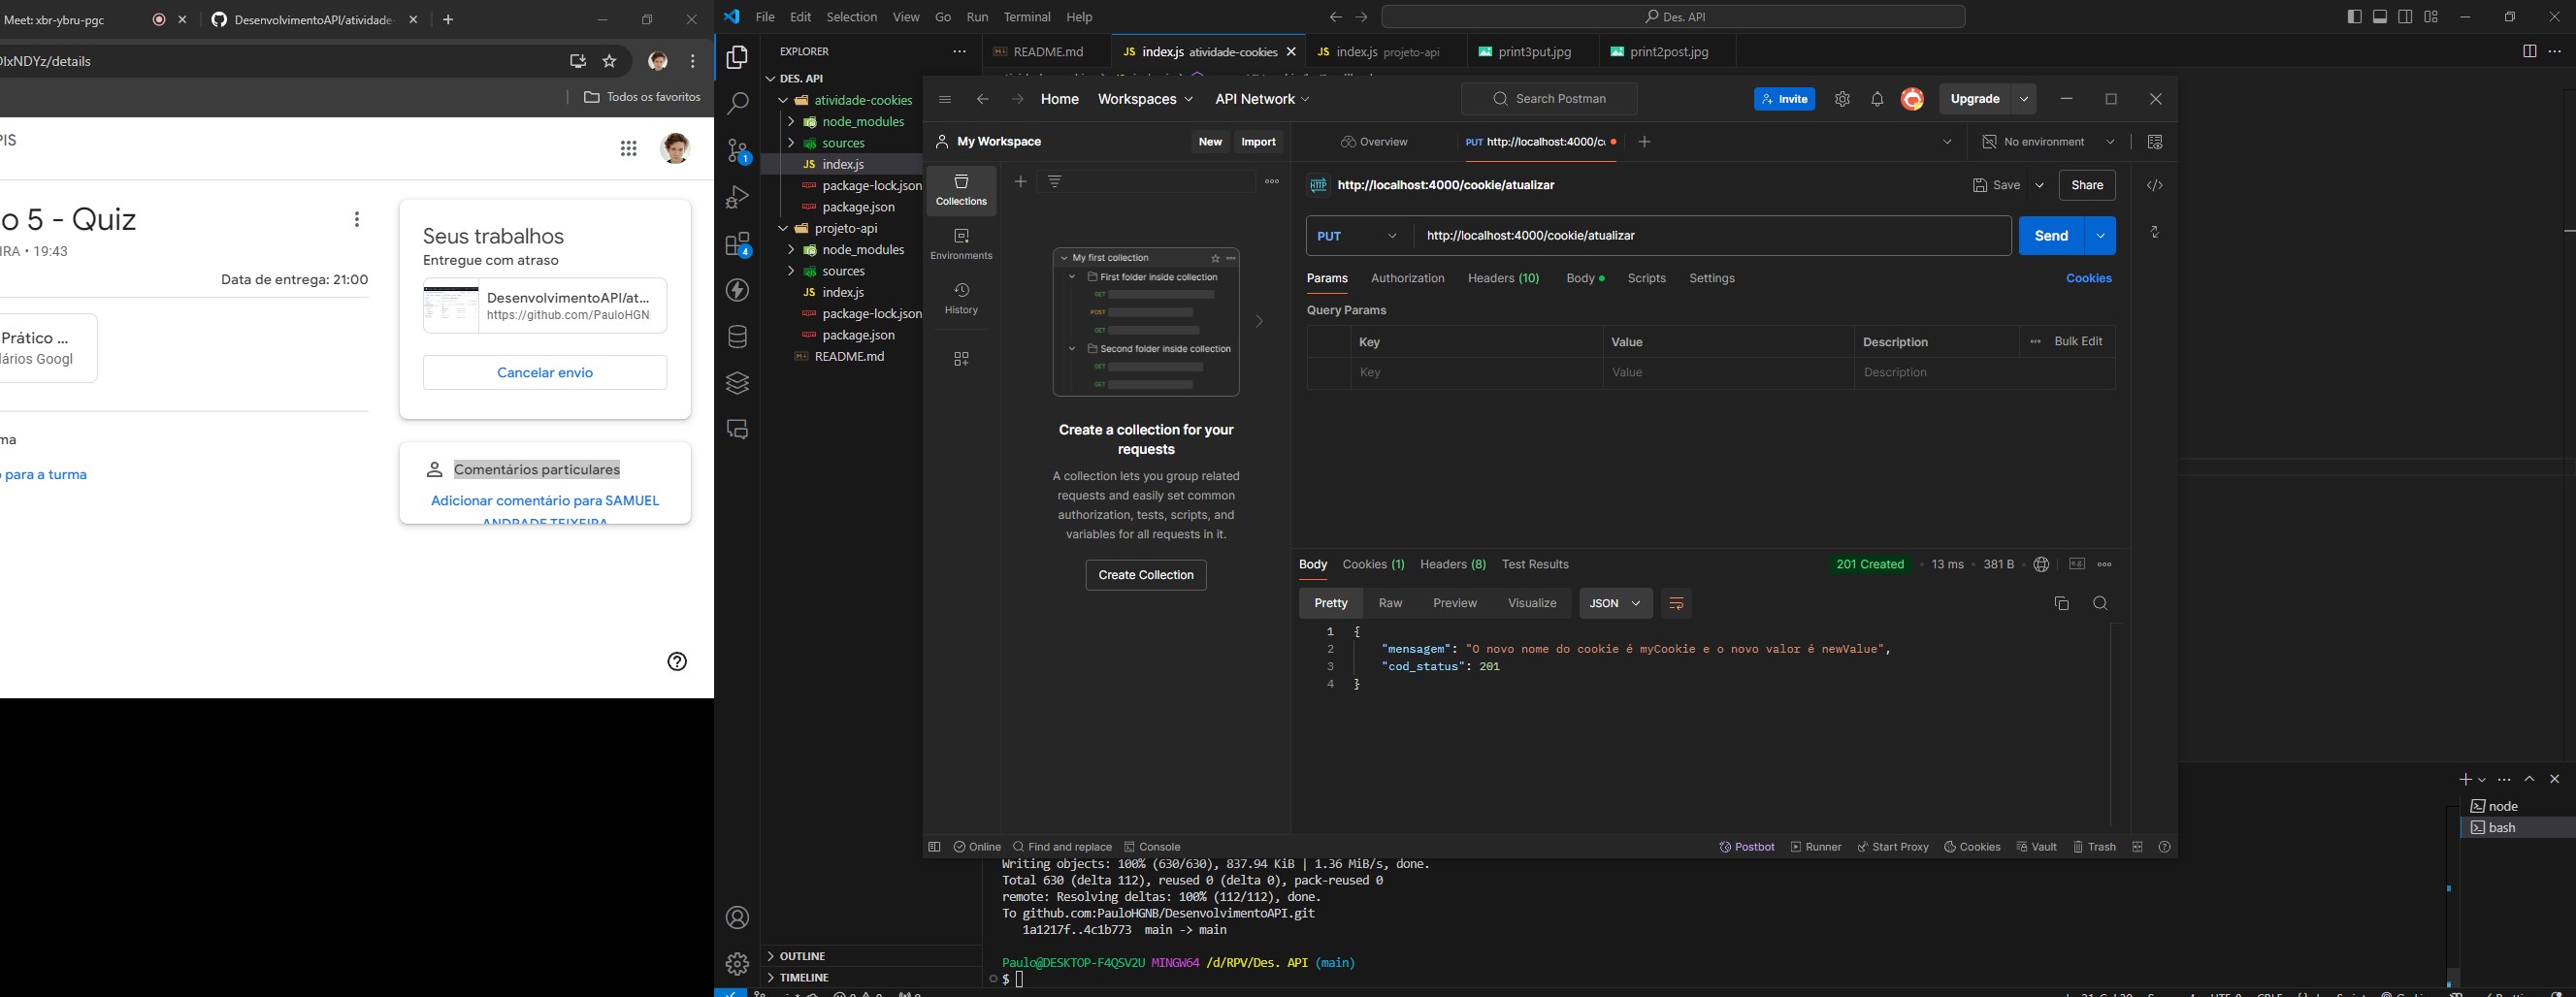 Meet: xbr-ybru-pgc
DesenvolvimentoAPI/atividade-
DIxNDYz/details
Todos os favoritos
PIS
o 5 - Quiz
IRA • 19:43
Data de entrega: 21:00
Prático ...
lários Googl
ma
o para a turma
Seus trabalhos
Entregue com atraso
DesenvolvimentoAPI/at...
https://github.com/PauloHGN
Cancelar envio
Comentários particulares
Adicionar comentário para SAMUEL
ANDRADE TEIXEIRA
File Edit Selection View Go Run Terminal Help
Des. API
EXPLORER
README.md
JS index.js atividade-cookies
JS index.js projeto-api
print3put.jpg
print2post.jpg
DES. API
atividade-cookies
node_modules
sources
JS index.js
package-lock.json
package.json
projeto-api
node_modules
sources
JS index.js
package-lock.json
package.json
README.md
1
4
OUTLINE
TIMELINE
Home Workspaces API Network
Search Postman
Invite
Upgrade
My Workspace
New Import
Overview
PUT http://localhost:4000/co
No environment
Collections
Environments
History
My first collection
First folder inside collection
GET
POST
GET
Second folder inside collection
GET
GET
Create a collection for your
requests
A collection lets you group related
requests and easily set common
authorization, tests, scripts, and
variables for all requests in it.
Create Collection
HTTP http://localhost:4000/cookie/atualizar
Save Share
PUT http://localhost:4000/cookie/atualizar
Send
Params Authorization Headers (10) Body Scripts Settings Cookies
Query Params
Key Value Description Bulk Edit
Key Value Description
Body Cookies (1) Headers (8) Test Results
201 Created 13 ms 381 B
Pretty Raw Preview Visualize JSON
1 {
2 "mensagem": "O novo nome do cookie é myCookie e o novo valor é newValue",
3 "cod_status": 201
4 }
Online Find and replace Console
Postbot Runner Start Proxy Cookies Vault Trash
Writing objects: 100% (630/630), 837.94 KiB | 1.36 MiB/s, done.
Total 630 (delta 112), reused 0 (delta 0), pack-reused 0
remote: Resolving deltas: 100% (112/112), done.
To github.com:PauloHGNB/DesenvolvimentoAPI.git
1a1217f..4c1b773 main -> main
Paulo@DESKTOP-F4QSV2U MINGW64 /d/RPV/Des. API (main)
$
node
bash